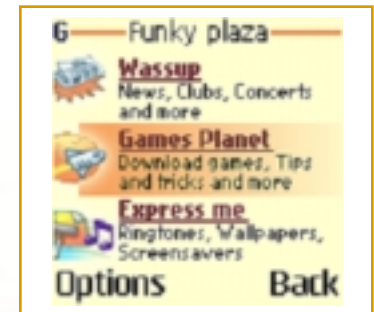 G Funky plaza
Wassup
News, Clubs, Concerts
and more
Games Planet
Download games, Tips
and tricks and more
Express me
Ringtones, Wallpapers,
Screensavers
Options Back